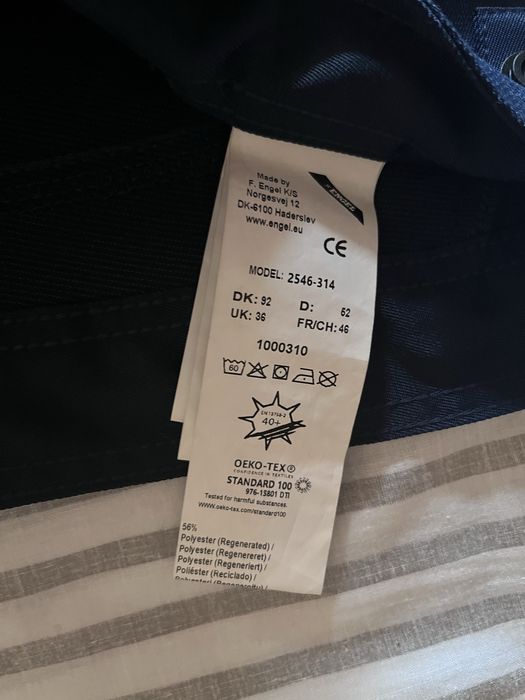 Made by
F. Engel K/S
Norgesvej 12
DK-6100 Haderslev
www.engel.eu
ENGEL
CE
MODEL: 2546-314
DK: 92 D: 62
UK: 36 FR/CH: 46
1000310
60
EN 13758-2
40+
OEKO-TEX®
CONFIDENCE IN TEXTILES
STANDARD 100
976-15801 DTI
Tested for harmful substances.
www.oeko-tex.com/standard100
56%
Polyester (Regenerated) /
Polyester (Regenereret) /
Polyester (Regeneriert) /
Poliéster (Reciclado) /